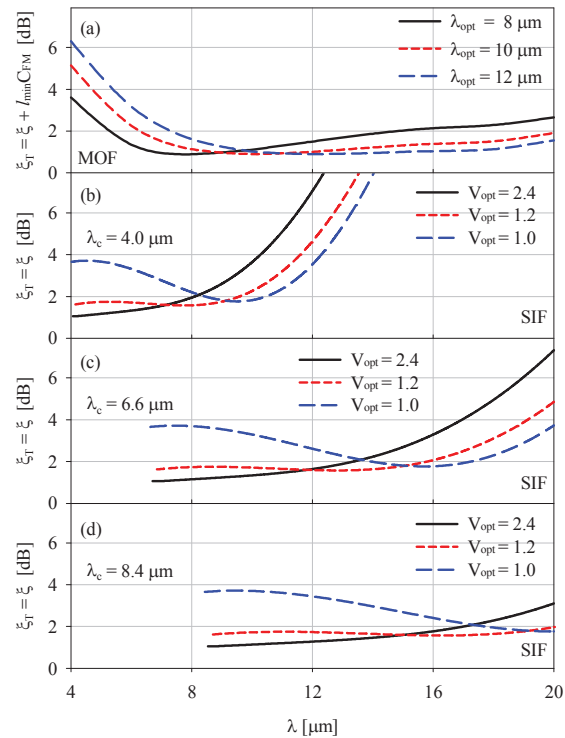 (a)
λopt = 8 μm
λopt = 10 μm
λopt = 12 μm
MOF
ξT = ξ + lminCFM [dB]
6
4
2
0
(b)
λc = 4.0 μm
Vopt = 2.4
Vopt = 1.2
Vopt = 1.0
SIF
ξT = ξ [dB]
6
4
2
0
(c)
λc = 6.6 μm
Vopt = 2.4
Vopt = 1.2
Vopt = 1.0
SIF
ξT = ξ [dB]
6
4
2
0
(d)
λc = 8.4 μm
Vopt = 2.4
Vopt = 1.2
Vopt = 1.0
SIF
ξT = ξ [dB]
6
4
2
0
4 8 12 16 20
λ [μm]